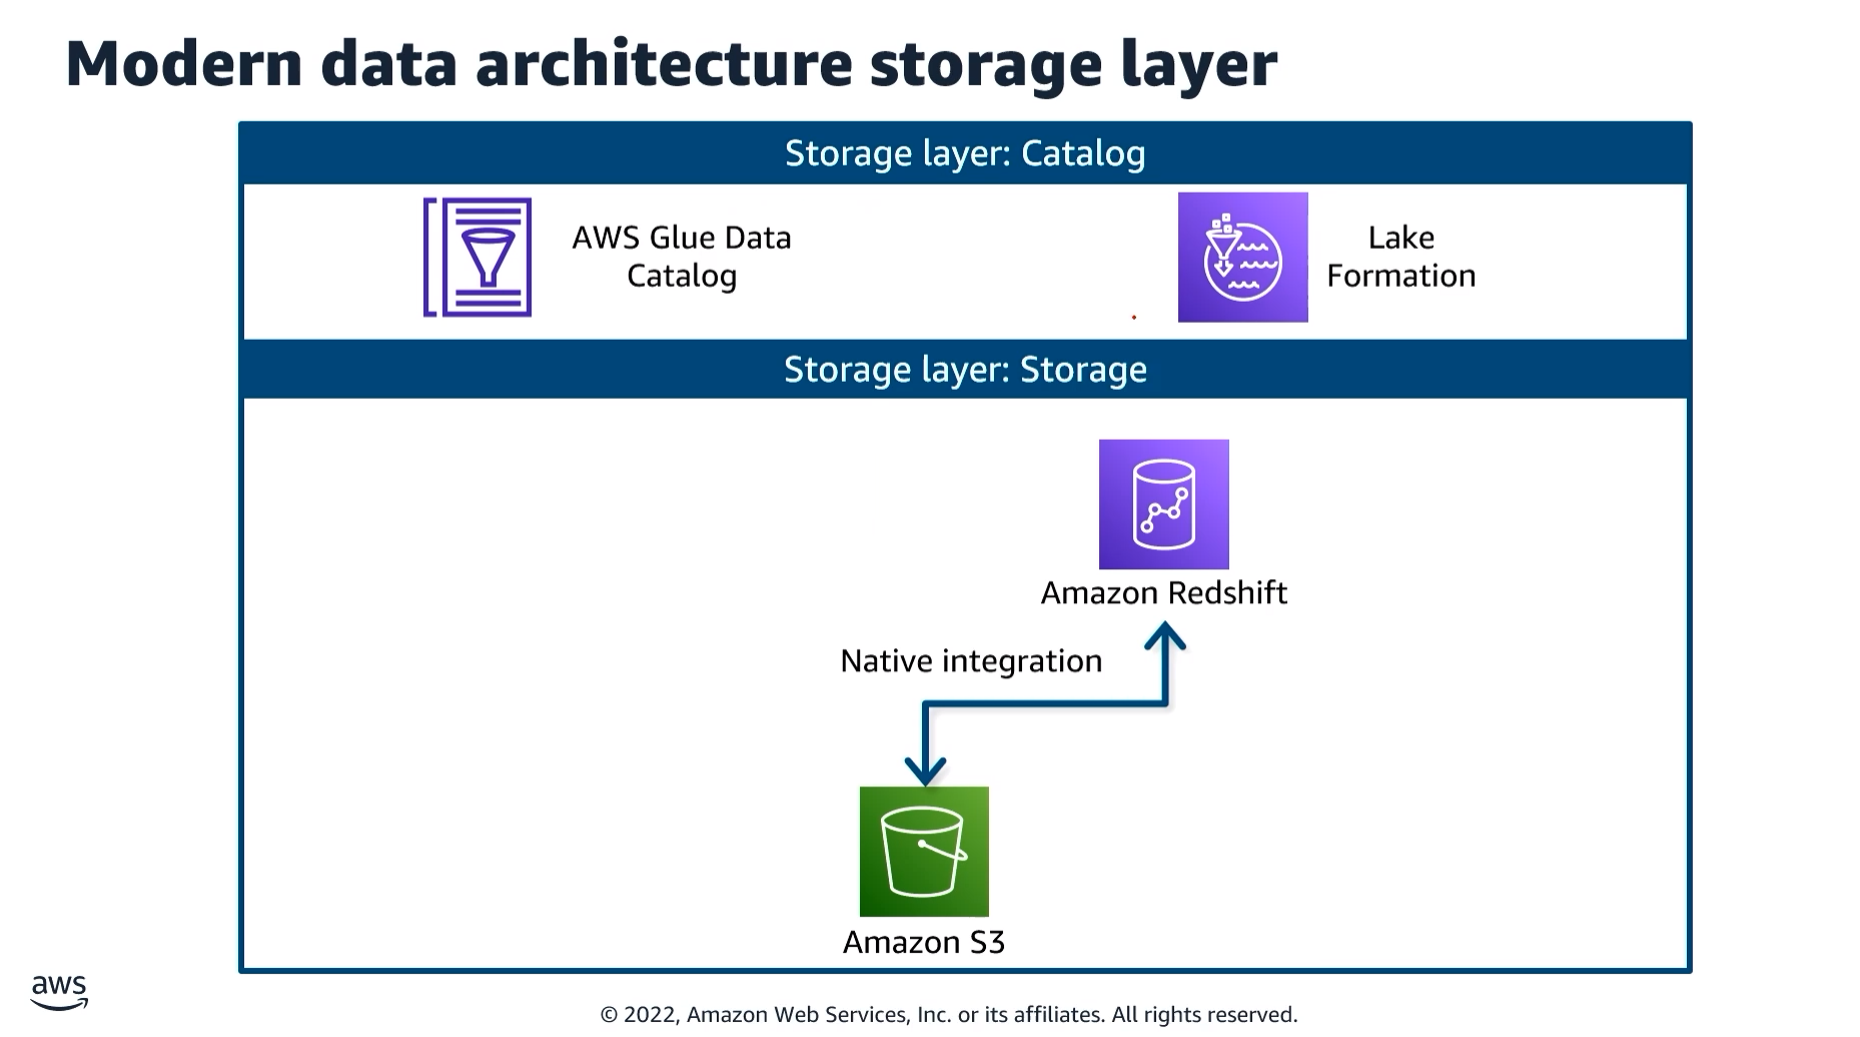 Modern data architecture storage layer
Storage layer: Catalog
AWS Glue Data
Catalog
Lake
Formation
Storage layer: Storage
Amazon Redshift
Native integration
Amazon S3
aws
© 2022, Amazon Web Services, Inc. or its affiliates. All rights reserved.